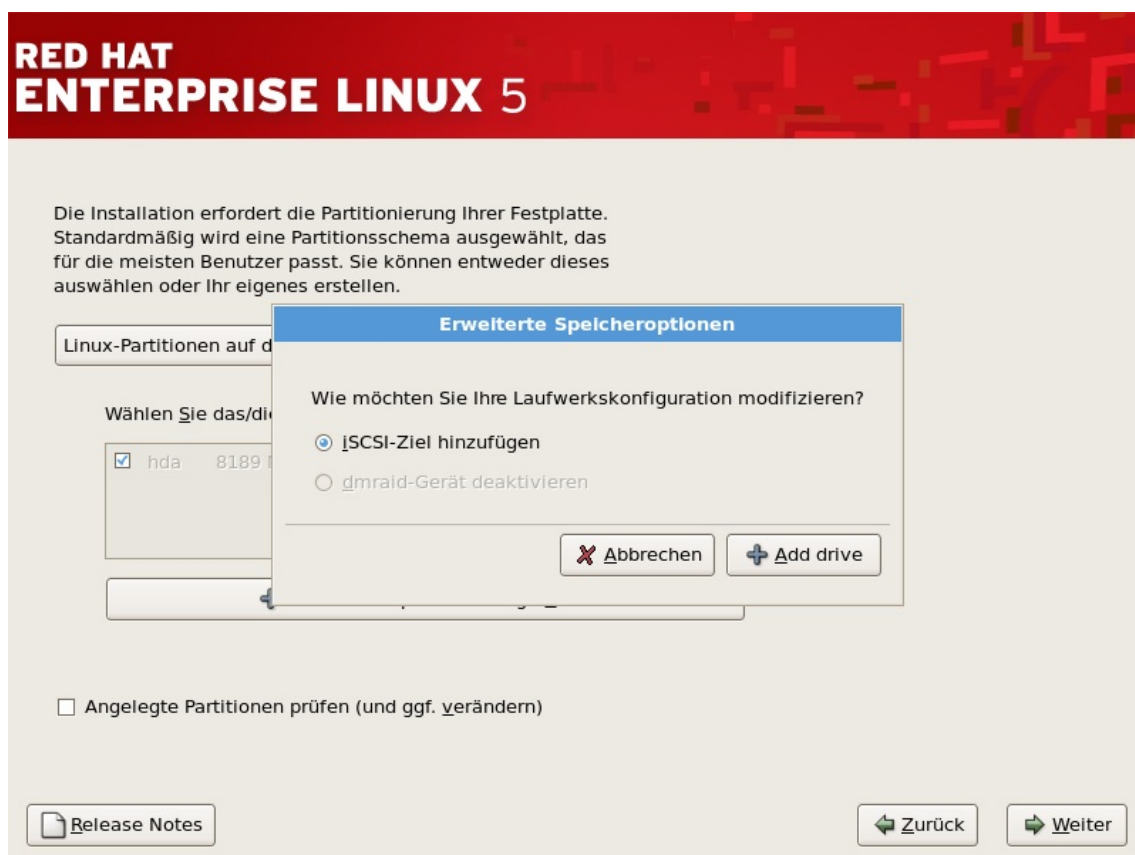 RED HAT
ENTERPRISE LINUX 5
Die Installation erfordert die Partitionierung Ihrer Festplatte.
Standardmäßig wird eine Partitionsschema ausgewählt, das
für die meisten Benutzer passt. Sie können entweder dieses
auswählen oder Ihr eigenes erstellen.
Linux-Partitionen auf
Wählen Sie das/die
hda 8189
Erweiterte Speicheroptionen
Wie möchten Sie Ihre Laufwerkskonfiguration modifizieren?
iSCSI-Ziel hinzufügen
dmraid-Gerät deaktivieren
Abbrechen
Add drive
Angelegte Partitionen prüfen (und ggf. verändern)
Release Notes
Zurück
Weiter